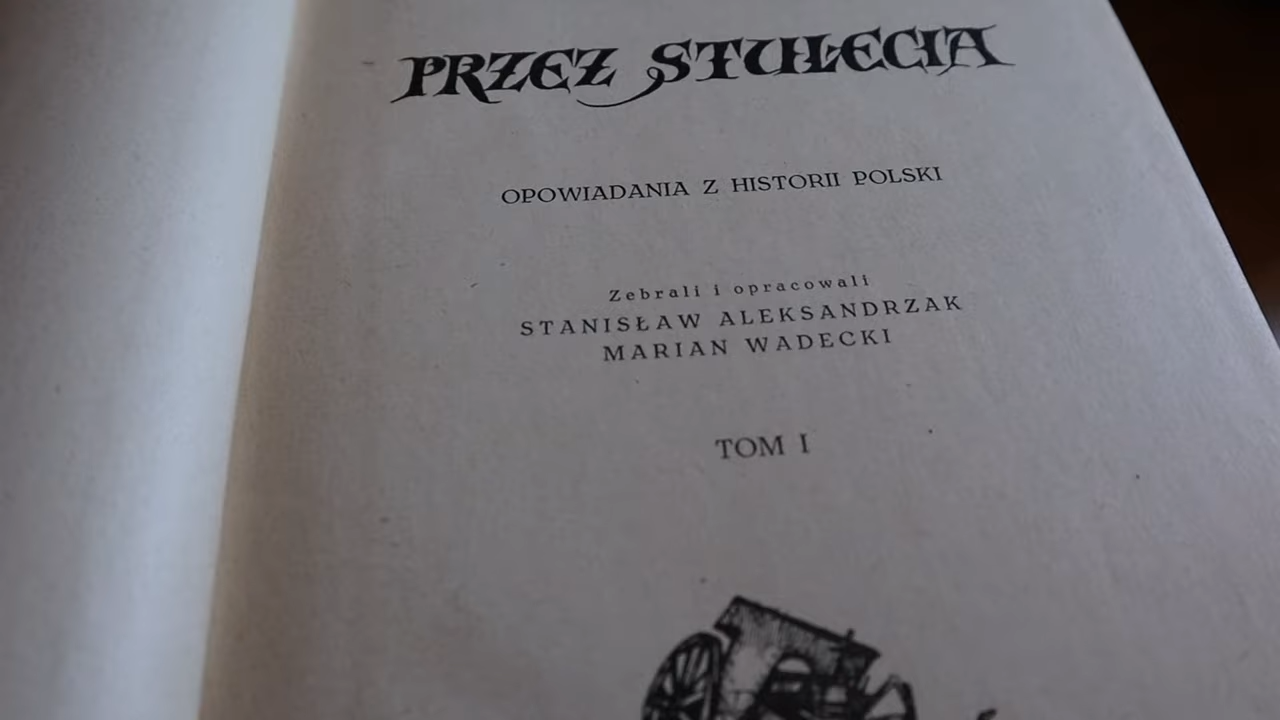 PRZEZ STULECIA
OPOWIADANIA Z HISTORII POLSKI
Zebrali i opracowali
STANISŁAW ALEKSANDRZAK
MARIAN WADECKI
TOM I